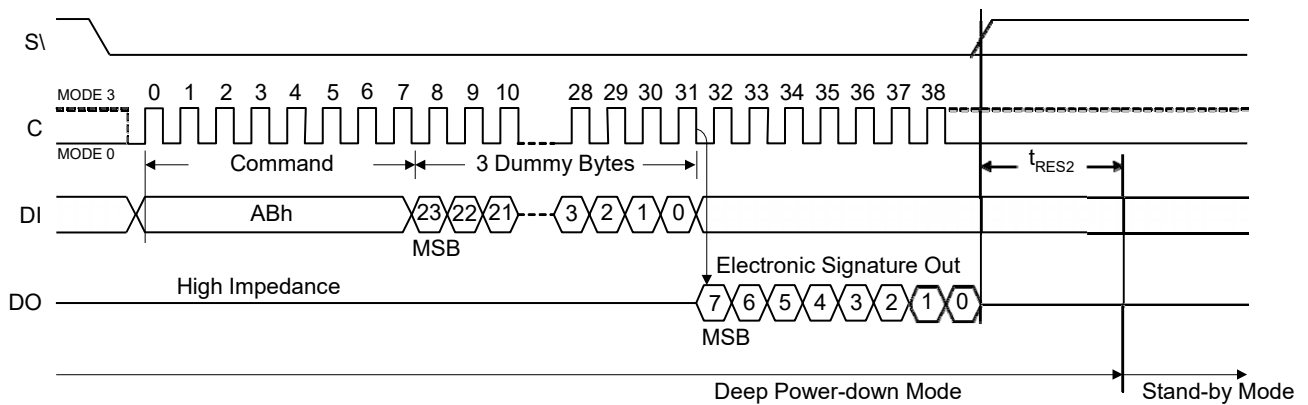 S\
MODE 3 0 1 2 3 4 5 6 7 8 9 10 28 29 30 31 32 33 34 35 36 37 38
C
MODE 0
Command 3 Dummy Bytes tRES2
DI ABh 23 22 21 3 2 1 0
MSB
Electronic Signature Out
High Impedance
DO 7 6 5 4 3 2 1 0
MSB
Deep Power-down Mode Stand-by Mode